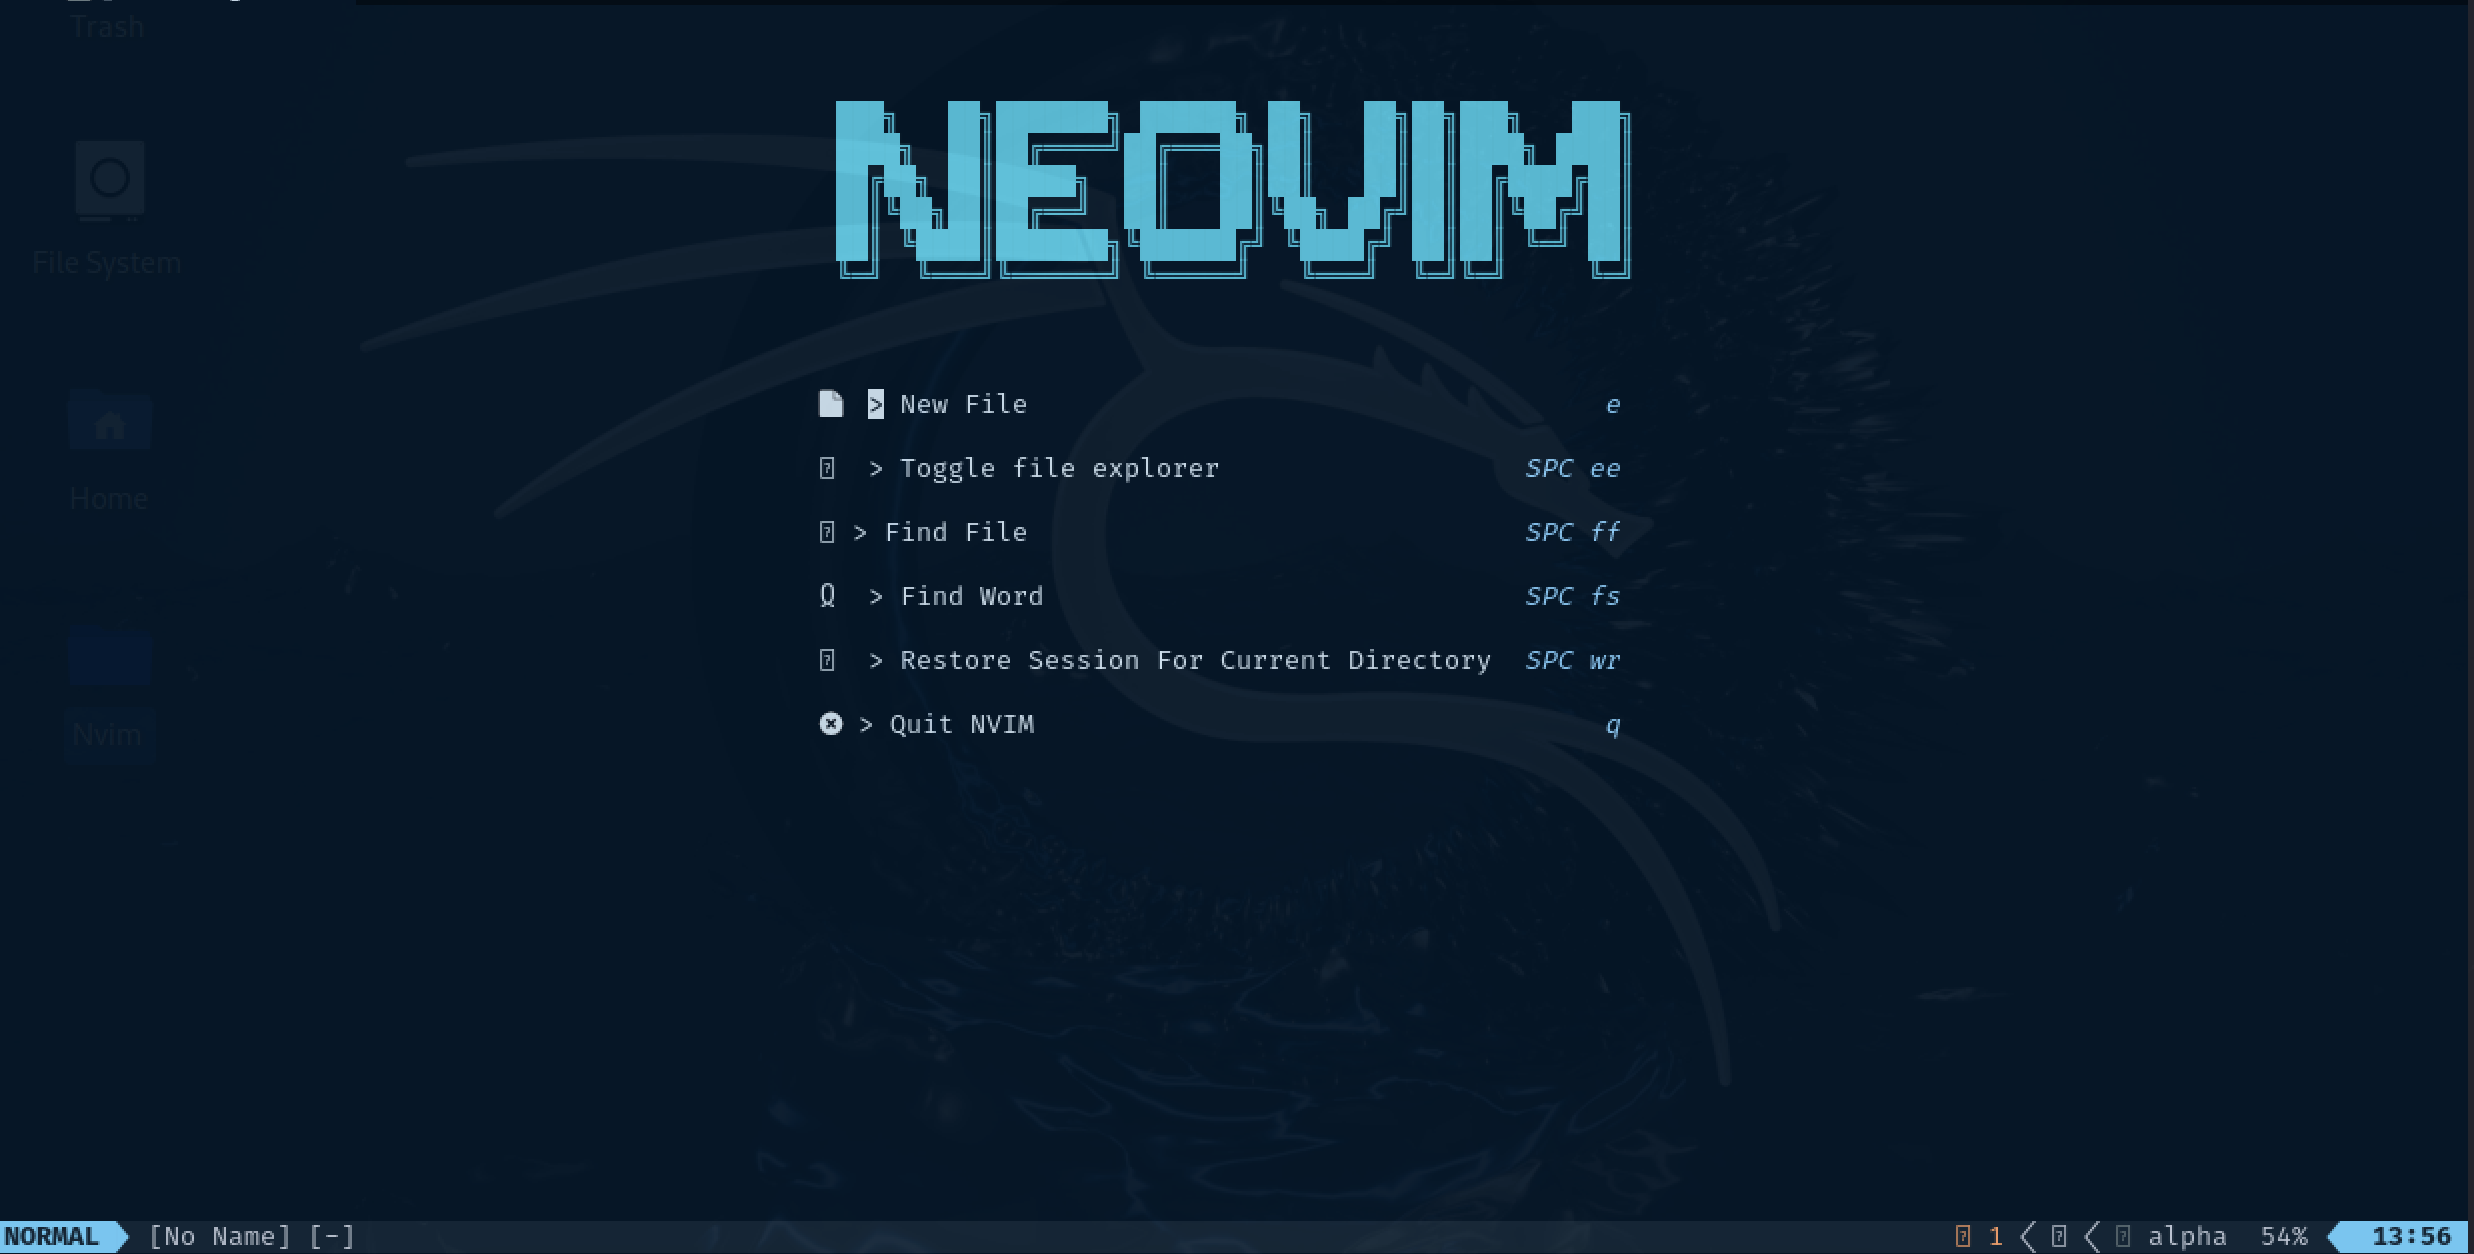 Trash
NEOVIM
File System
> New File e
> Toggle file explorer SPC ee
Home
> Find File SPC ff
> Find Word SPC fs
> Restore Session For Current Directory SPC wr
> Quit NVIM q
Nvim
NORMAL [No Name] [-] 1 alpha 54% 13:56